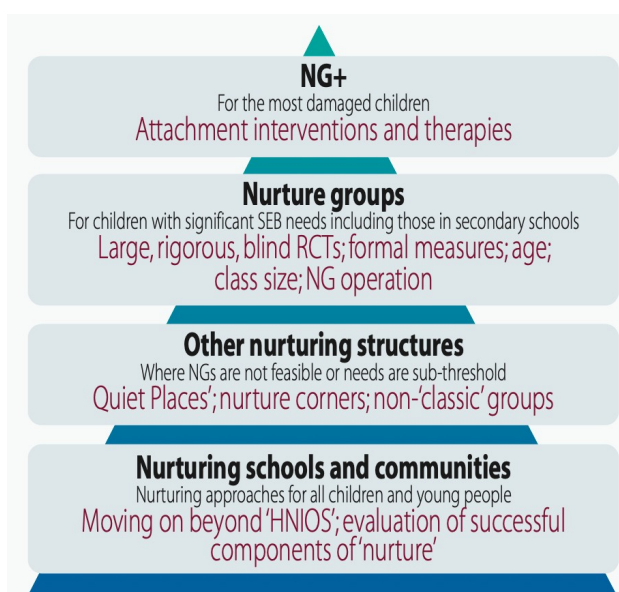 NG+
For the most damaged children
Attachment interventions and therapies
Nurture groups
For children with significant SEB needs including those in secondary schools
Large, rigorous, blind RCTs; formal measures; age;
class size; NG operation
Other nurturing structures
Where NGs are not feasible or needs are sub-threshold
Quiet Places’; nurture corners; non-‘classic’ groups
Nurturing schools and communities
Nurturing approaches for all children and young people
Moving on beyond ‘HNIOS’; evaluation of successful
components of ‘nurture’